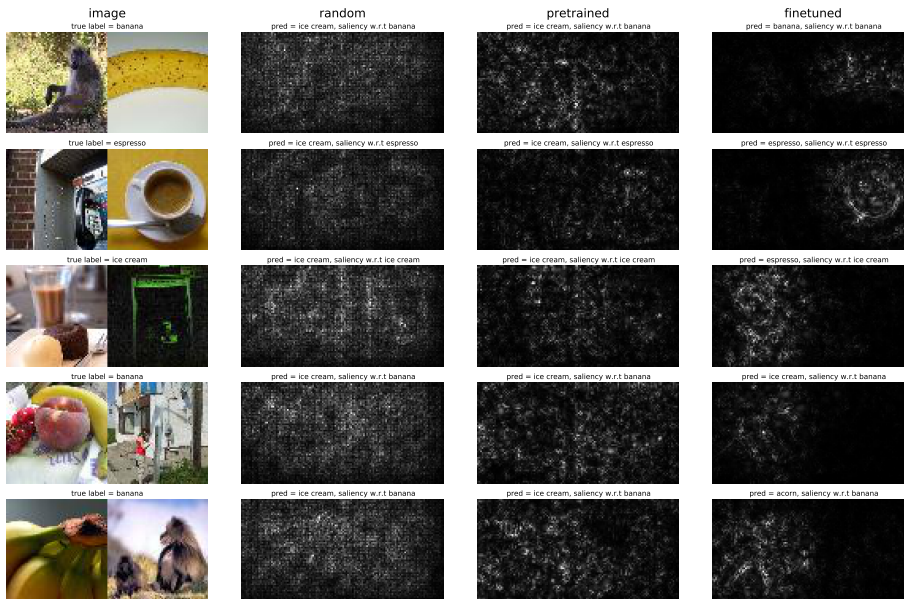 image random pretrained finetuned
true label = banana pred = ice cream, saliency w.r.t banana pred = ice cream, saliency w.r.t banana pred = banana, saliency w.r.t banana
true label = espresso pred = ice cream, saliency w.r.t espresso pred = ice cream, saliency w.r.t espresso pred = espresso, saliency w.r.t espresso
true label = ice cream pred = ice cream, saliency w.r.t ice cream pred = ice cream, saliency w.r.t ice cream pred = espresso, saliency w.r.t ice cream
true label = banana pred = ice cream, saliency w.r.t banana pred = ice cream, saliency w.r.t banana pred = ice cream, saliency w.r.t banana
true label = banana pred = ice cream, saliency w.r.t banana pred = ice cream, saliency w.r.t banana pred = acorn, saliency w.r.t banana